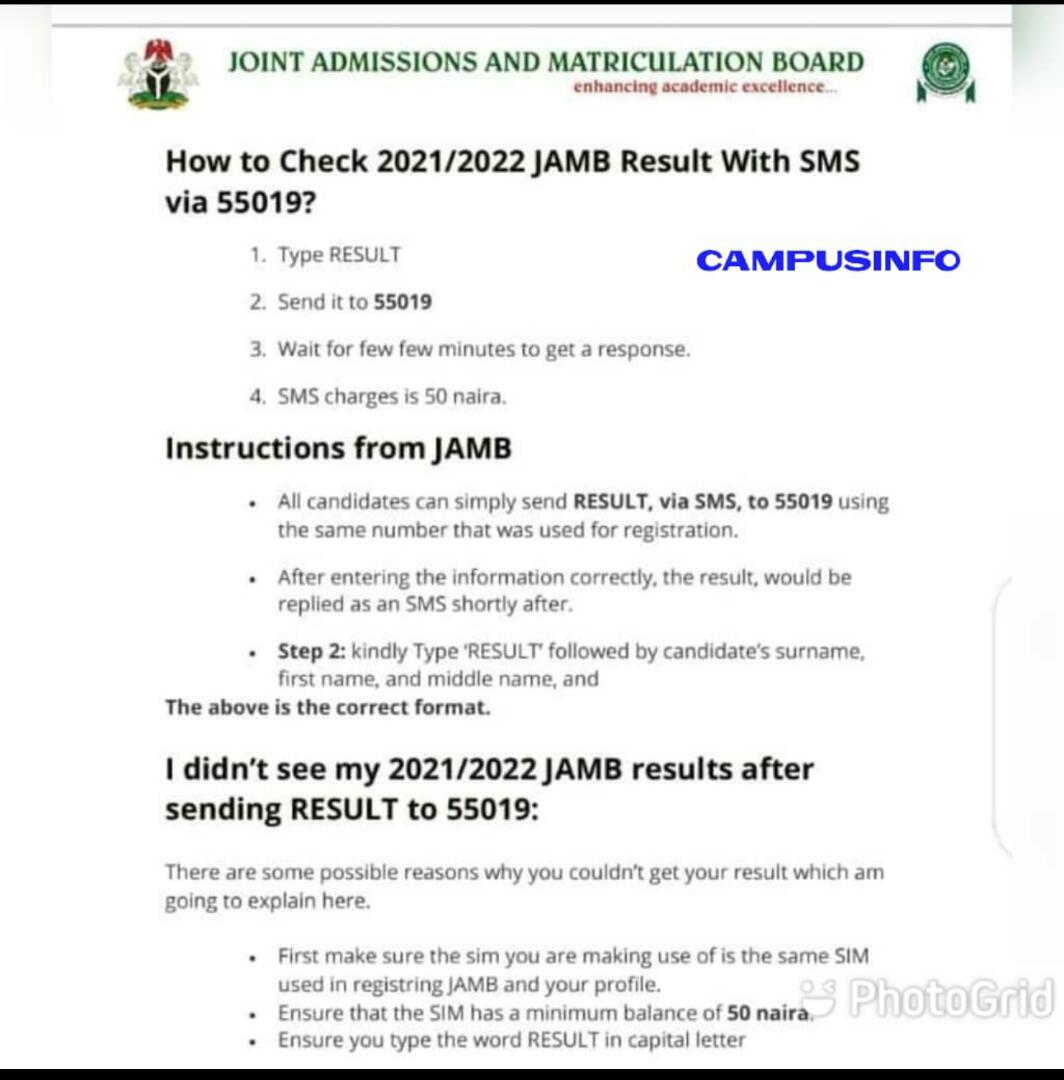 JOINT ADMISSIONS AND MATRICULATION BOARD
enhancing academic excellence...
How to Check 2021/2022 JAMB Result With SMS
via 55019?
1. Type RESULT
CAMPUSINFO
2. Send it to 55019
3. Wait for few few minutes to get a response.
4. SMS charges is 50 naira.
Instructions from JAMB
• All candidates can simply send RESULT, via SMS, to 55019 using
the same number that was used for registration.
• After entering the information correctly, the result, would be
replied as an SMS shortly after.
• Step 2: kindly Type ‘RESULT’ followed by candidate’s surname,
first name, and middle name, and
The above is the correct format.
I didn’t see my 2021/2022 JAMB results after
sending RESULT to 55019:
There are some possible reasons why you couldn’t get your result which am
going to explain here.
• First make sure the sim you are making use of is the same SIM
used in registring JAMB and your profile.
• Ensure that the SIM has a minimum balance of 50 naira.
• Ensure you type the word RESULT in capital letter
PhotoGrid